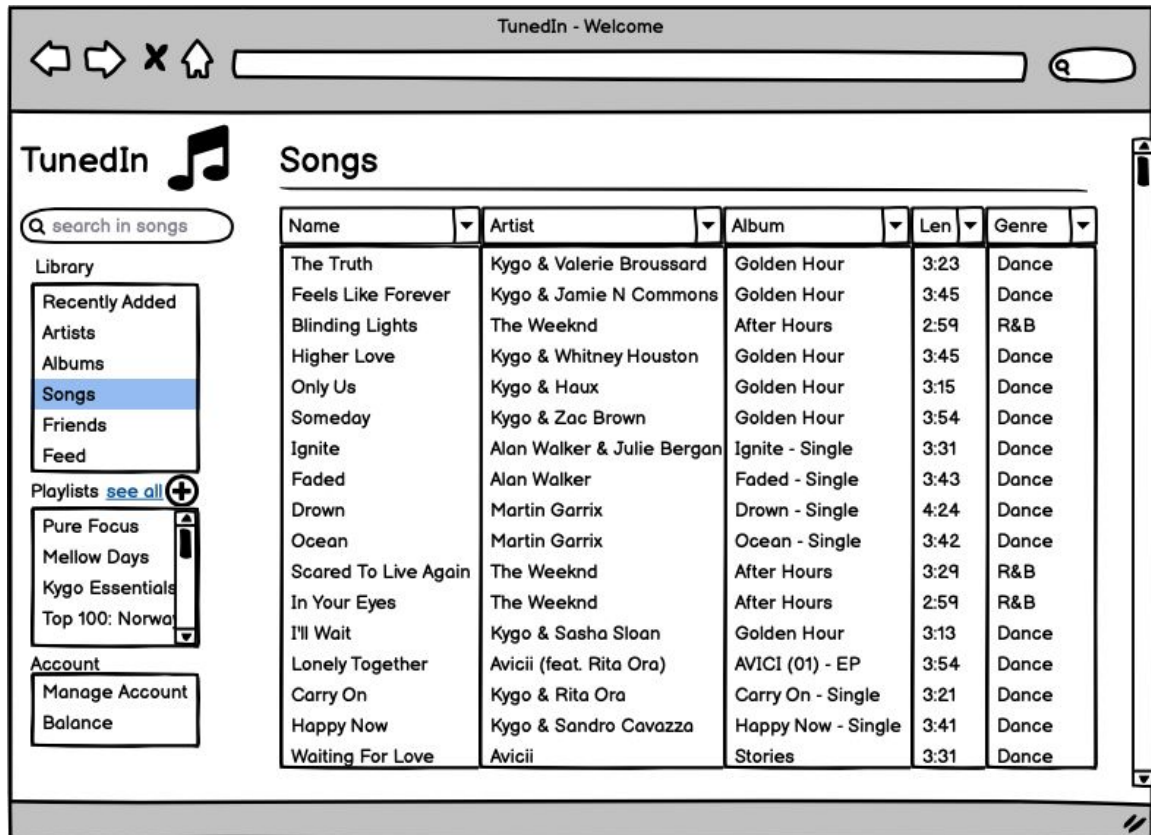 TunedIn - Welcome
TunedIn
search in songs
Library
Recently Added
Artists
Albums
Songs
Friends
Feed
Playlists see all
Pure Focus
Mellow Days
Kygo Essentials
Top 100: Norway
Account
Manage Account
Balance
Songs
Name Artist Album Len Genre
The Truth Kygo & Valerie Broussard Golden Hour 3:23 Dance
Feels Like Forever Kygo & Jamie N Commons Golden Hour 3:45 Dance
Blinding Lights The Weeknd After Hours 2:59 R&B
Higher Love Kygo & Whitney Houston Golden Hour 3:45 Dance
Only Us Kygo & Haux Golden Hour 3:15 Dance
Someday Kygo & Zac Brown Golden Hour 3:54 Dance
Ignite Alan Walker & Julie Bergan Ignite - Single 3:31 Dance
Faded Alan Walker Faded - Single 3:43 Dance
Drown Martin Garrix Drown - Single 4:24 Dance
Ocean Martin Garrix Ocean - Single 3:42 Dance
Scared To Live Again The Weeknd After Hours 3:29 R&B
In Your Eyes The Weeknd After Hours 2:59 R&B
I'll Wait Kygo & Sasha Sloan Golden Hour 3:13 Dance
Lonely Together Avicii (feat. Rita Ora) AVICI (01) - EP 3:54 Dance
Carry On Kygo & Rita Ora Carry On - Single 3:21 Dance
Happy Now Kygo & Sandro Cavazza Happy Now - Single 3:41 Dance
Waiting For Love Avicii Stories 3:31 Dance